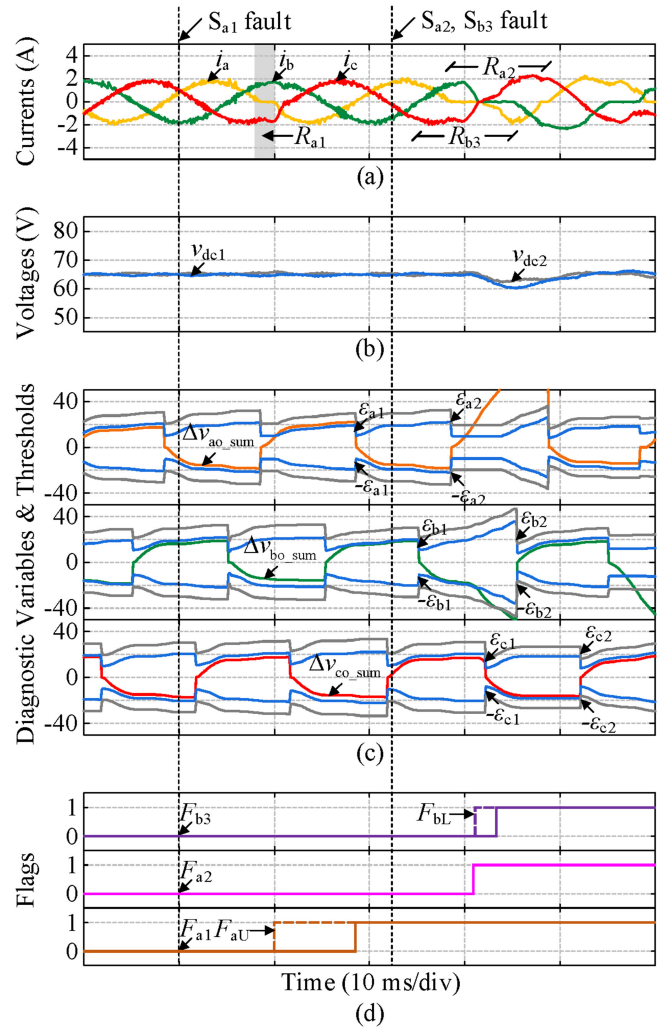 Sa1 fault
Sa2, Sb3 fault
Currents (A)
4
2
0
-2
-4
ia
ib
ic
Ra2
Ra1
Rb3
(a)
Voltages (V)
80
70
60
50
vdc1
vdc2
(b)
Diagnostic Variables & Thresholds
40
0
-40
Δvao_sum
εa1
εa2
-εa1
-εa2
40
0
-40
Δvbo_sum
εb1
εb2
-εb1
-εb2
40
0
-40
Δvco_sum
εc1
εc2
-εc1
-εc2
(c)
Flags
1
0
Fb3
FbL
1
0
Fa2
1
0
Fa1 FaU
Time (10 ms/div)
(d)